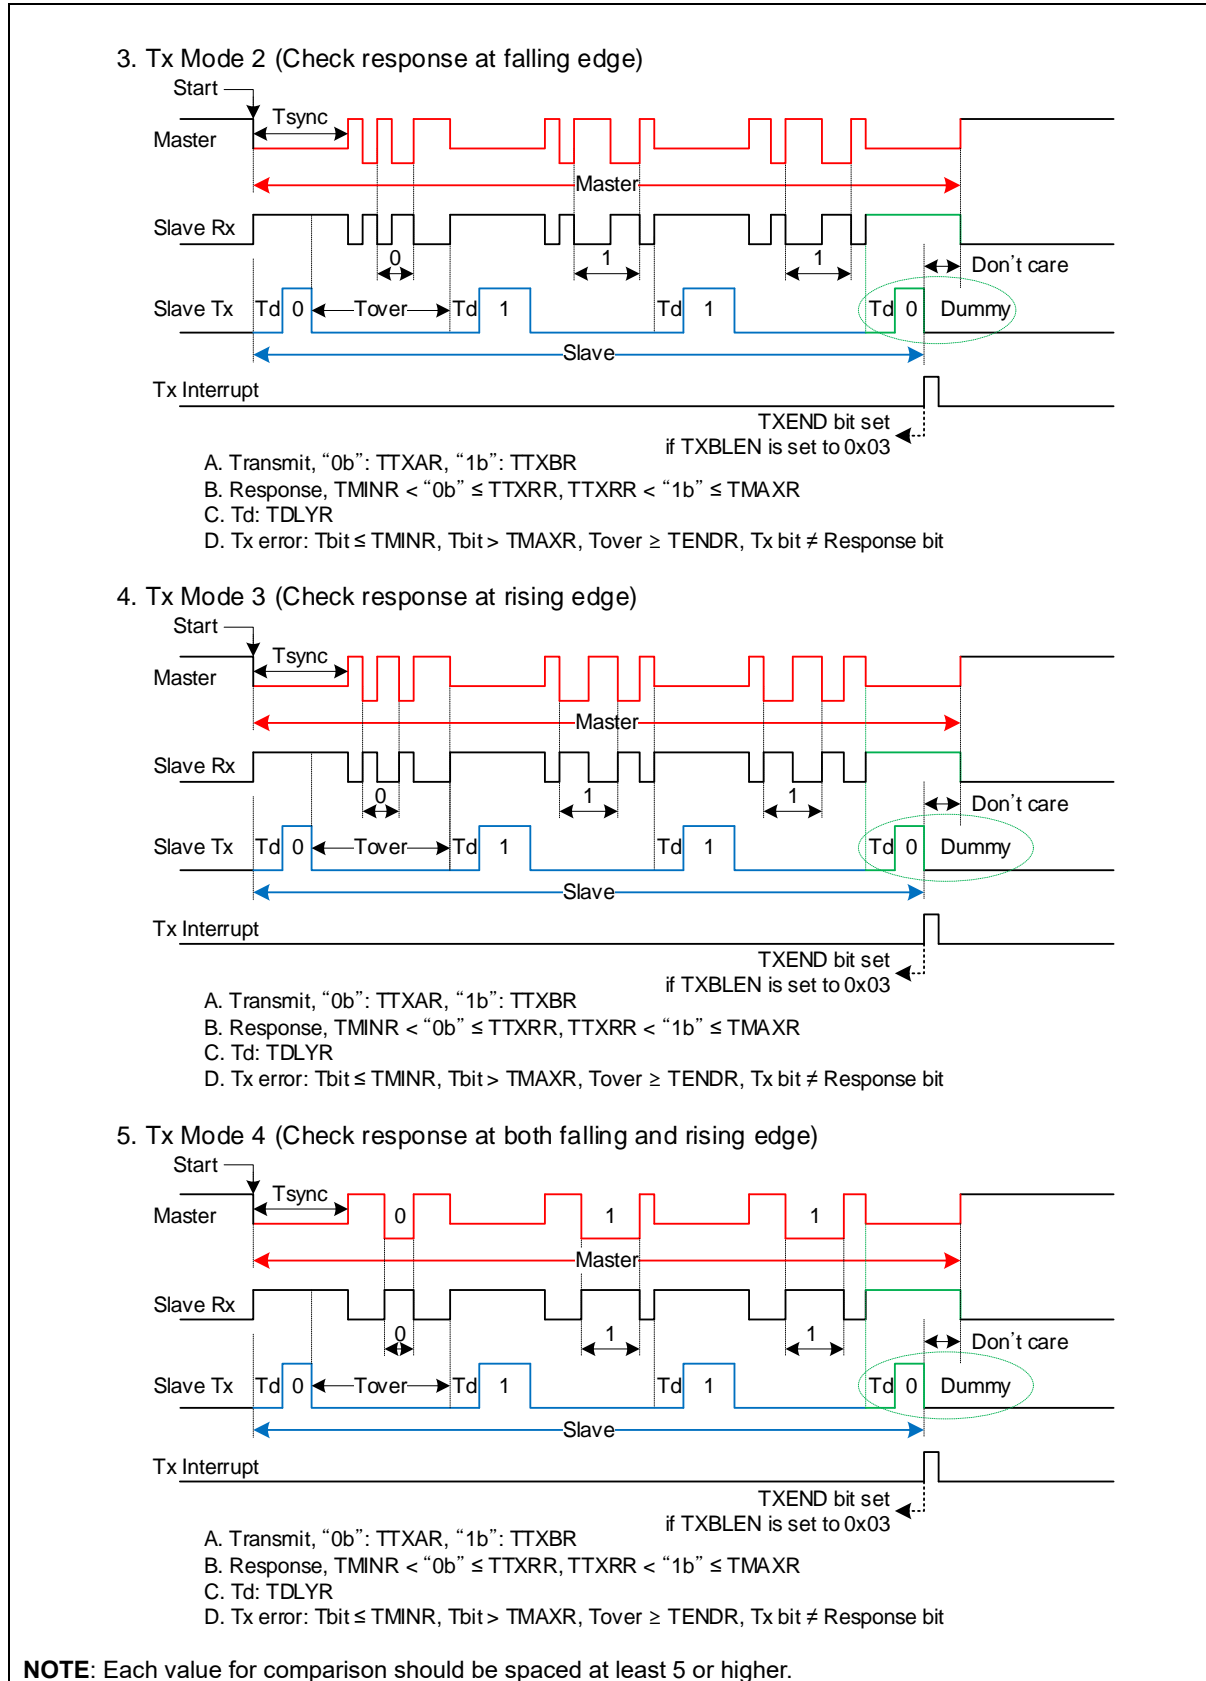 3. Tx Mode 2 (Check response at falling edge)
Start
Tsync
Master
Master
Slave Rx
0
1
1
Don't care
Slave Tx
Td
0
Tover
Td
1
Td
1
Td
0
Dummy
Slave
Tx Interrupt
TXEND bit set
if TXBLEN is set to 0x03
A. Transmit, “0b”: TTXAR, “1b”: TTXBR
B. Response, TMINR < “0b” ≤ TTXRR, TTXRR < “1b” ≤ TMAXR
C. Td: TDLYR
D. Tx error: Tbit ≤ TMINR, Tbit > TMAXR, Tover ≥ TENDR, Tx bit ≠ Response bit
4. Tx Mode 3 (Check response at rising edge)
Start
Tsync
Master
Master
Slave Rx
0
1
1
Don't care
Slave Tx
Td
0
Tover
Td
1
Td
1
Td
0
Dummy
Slave
Tx Interrupt
TXEND bit set
if TXBLEN is set to 0x03
A. Transmit, “0b”: TTXAR, “1b”: TTXBR
B. Response, TMINR < “0b” ≤ TTXRR, TTXRR < “1b” ≤ TMAXR
C. Td: TDLYR
D. Tx error: Tbit ≤ TMINR, Tbit > TMAXR, Tover ≥ TENDR, Tx bit ≠ Response bit
5. Tx Mode 4 (Check response at both falling and rising edge)
Start
Tsync
Master
0
1
1
Master
Slave Rx
0
1
1
Don't care
Slave Tx
Td
0
Tover
Td
1
Td
1
Td
0
Dummy
Slave
Tx Interrupt
TXEND bit set
if TXBLEN is set to 0x03
A. Transmit, “0b”: TTXAR, “1b”: TTXBR
B. Response, TMINR < “0b” ≤ TTXRR, TTXRR < “1b” ≤ TMAXR
C. Td: TDLYR
D. Tx error: Tbit ≤ TMINR, Tbit > TMAXR, Tover ≥ TENDR, Tx bit ≠ Response bit
NOTE: Each value for comparison should be spaced at least 5 or higher.